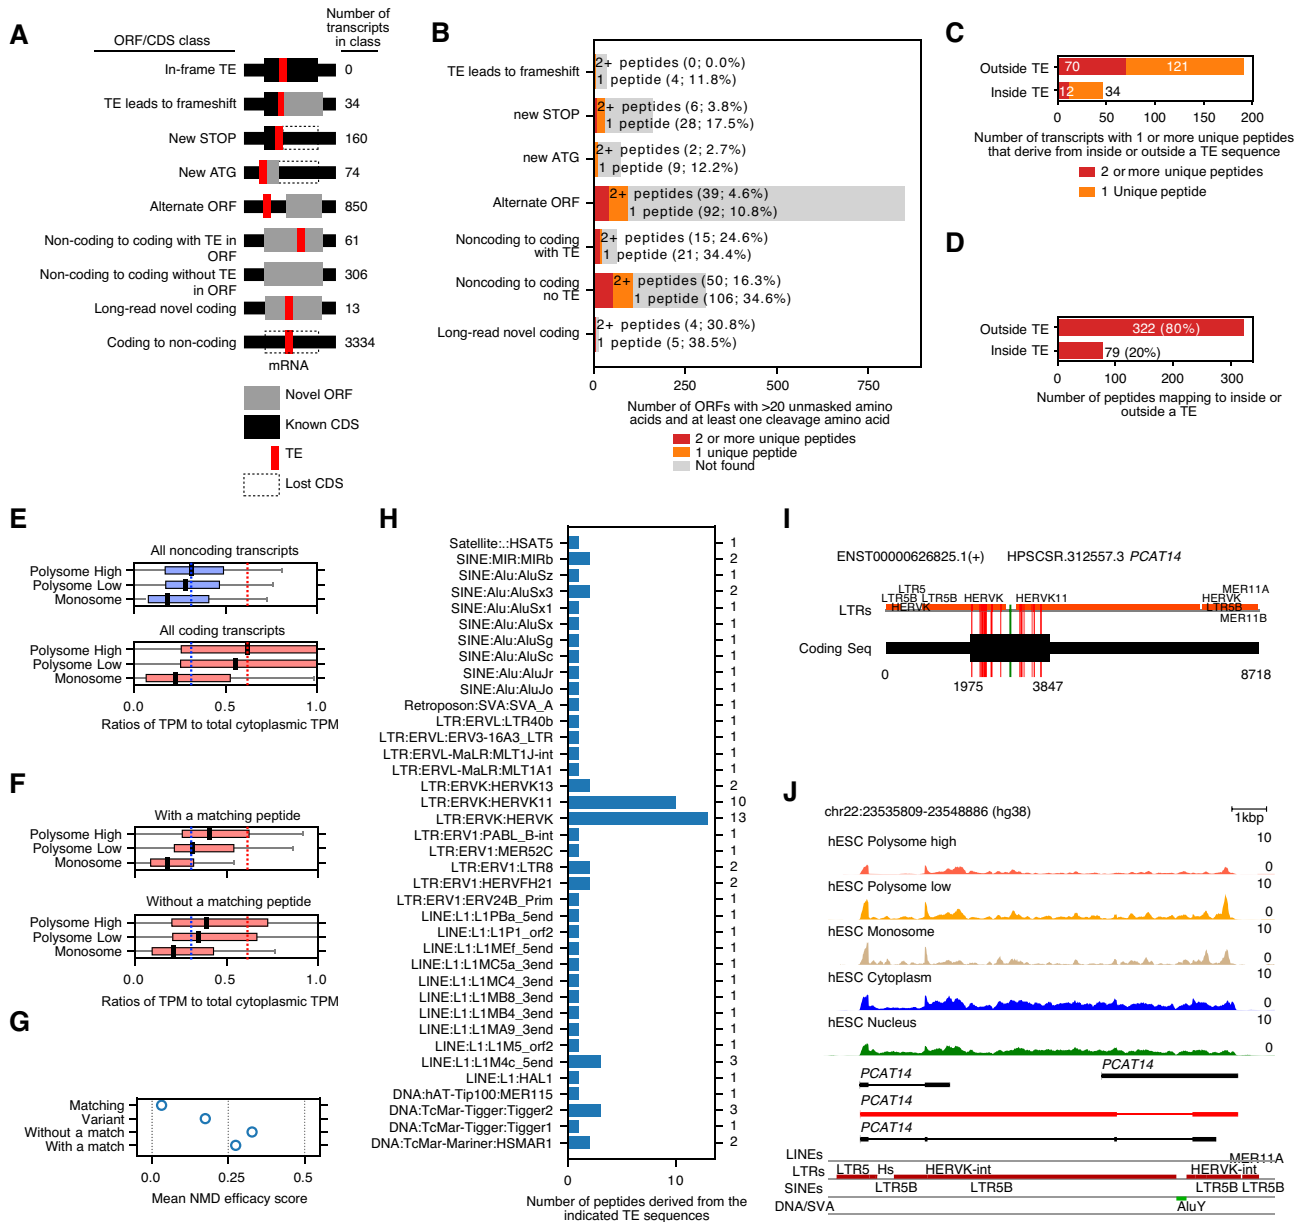 A
ORF/CDS class
Number of
transcripts
in class
In-frame TE
0
TE leads to frameshift
34
New STOP
160
New ATG
74
Alternate ORF
850
Non-coding to coding with TE in
ORF
61
Non-coding to coding without TE
in ORF
306
Long-read novel coding
13
Coding to non-coding
3334
mRNA
Novel ORF
Known CDS
TE
Lost CDS
B
TE leads to frameshift
2+ peptides (0; 0.0%)
1 peptide (4; 11.8%)
new STOP
2+ peptides (6; 3.8%)
1 peptide (28; 17.5%)
new ATG
2+ peptides (2; 2.7%)
1 peptide (9; 12.2%)
Alternate ORF
2+ peptides (39; 4.6%)
1 peptide (92; 10.8%)
Noncoding to coding
with TE
2+ peptides (15; 24.6%)
1 peptide (21; 34.4%)
Noncoding to coding
no TE
2+ peptides (50; 16.3%)
1 peptide (106; 34.6%)
Long-read novel coding
2+ peptides (4; 30.8%)
1 peptide (5; 38.5%)
0 250 500 750
Number of ORFs with >20 unmasked amino
acids and at least one cleavage amino acid
2 or more unique peptides
1 unique peptide
Not found
C
Outside TE
70 121
Inside TE
12 34
0 50 100 150 200
Number of transcripts with 1 or more unique peptides
that derive from inside or outside a TE sequence
2 or more unique peptides
1 Unique peptide
D
Outside TE
322 (80%)
Inside TE
79 (20%)
0 100 200 300
Number of peptides mapping to inside or
outside a TE
E
All noncoding transcripts
Polysome High
Polysome Low
Monosome
All coding transcripts
Polysome High
Polysome Low
Monosome
0.0 0.5 1.0
Ratios of TPM to total cytoplasmic TPM
F
With a matching peptide
Polysome High
Polysome Low
Monosome
Without a matching peptide
Polysome High
Polysome Low
Monosome
0.0 0.5 1.0
Ratios of TPM to total cytoplasmic TPM
G
Matching
Variant
Without a match
With a match
0.0 0.5
Mean NMD efficacy score
H
Satellite:.:HSAT5 1
SINE:MIR:MIRb 2
SINE:Alu:AluSz 1
SINE:Alu:AluSx3 2
SINE:Alu:AluSx1 1
SINE:Alu:AluSx 1
SINE:Alu:AluSg 1
SINE:Alu:AluSc 1
SINE:Alu:AluJr 1
SINE:Alu:AluJo 1
Retroposon:SVA:SVA_A 1
LTR:ERVL:LTR40b 1
LTR:ERVL:ERV3-16A3_LTR 1
LTR:ERVL-MaLR:MLT1J-int 1
LTR:ERVL-MaLR:MLT1A1 1
LTR:ERVK:HERVK13 2
LTR:ERVK:HERVK11 10
LTR:ERVK:HERVK 13
LTR:ERV1:PABL_B-int 1
LTR:ERV1:MER52C 1
LTR:ERV1:LTR8 2
LTR:ERV1:HERVFH21 2
LTR:ERV1:ERV24B_Prim 1
LINE:L1:L1PBa_5end 1
LINE:L1:L1P1_orf2 1
LINE:L1:L1MEf_5end 1
LINE:L1:L1MC5a_3end 1
LINE:L1:L1MC4_3end 1
LINE:L1:L1MB8_3end 1
LINE:L1:L1MB4_3end 1
LINE:L1:L1MA9_3end 1
LINE:L1:L1M5_orf2 1
LINE:L1:L1M4c_5end 3
LINE:L1:HAL1 1
DNA:hAT-Tip100:MER115 1
DNA:TcMar-Tigger:Tigger2 3
DNA:TcMar-Tigger:Tigger1 1
DNA:TcMar-Mariner:HSMAR1 2
0 10
Number of peptides derived from the
indicated TE sequences
I
ENST00000626825.1(+) HPSCSR.312557.3 PCAT14
LTR5 MER11A
LTR5B LTR5B HERVK HERVK11 HERVK
LTRs HERVK LTR5B
MER11B
Coding Seq
0 1975 3847 8718
J
chr22:23535809-23548886 (hg38)
1kbp
hESC Polysome high 10
0
hESC Polysome low 10
0
hESC Monosome 10
0
hESC Cytoplasm 10
0
hESC Nucleus 10
0
PCAT14 PCAT14
PCAT14
PCAT14
LINEs MER11A
LTRs LTR5 Hs HERVK-int HERVK-int
SINEs LTR5B LTR5B LTR5B LTR5B
DNA/SVA AluY